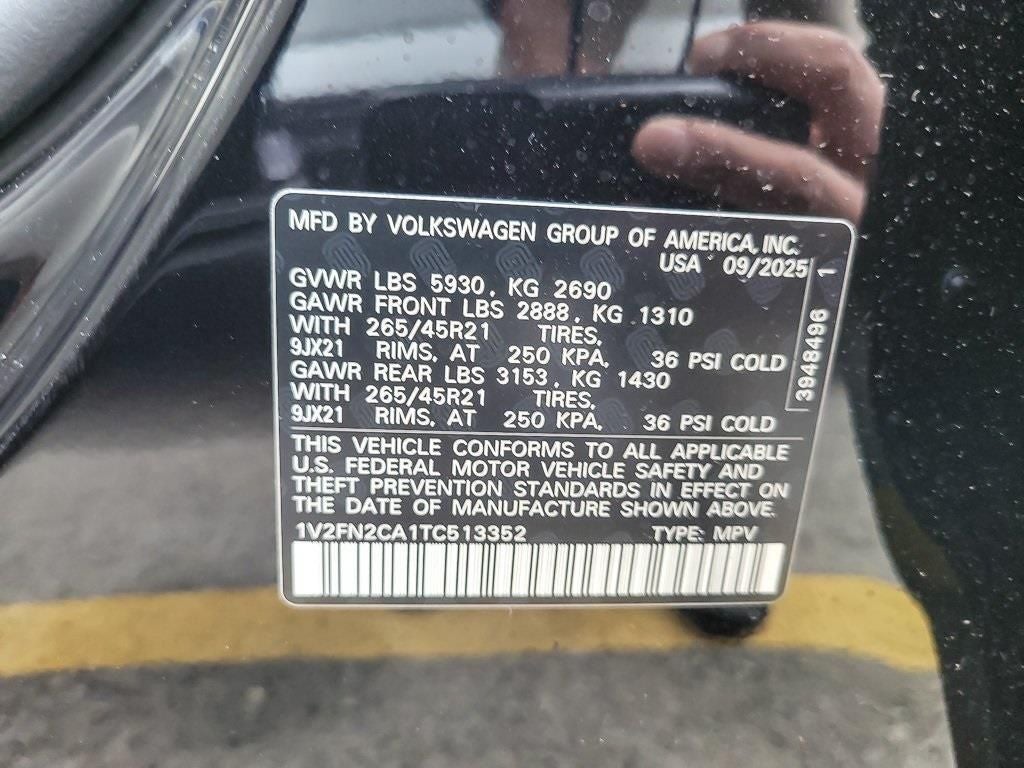 MFD BY VOLKSWAGEN GROUP OF AMERICA, INC.
USA 09/2025
GVWR LBS 5930, KG 2690
GAWR FRONT LBS 2888, KG 1310
WITH 265/45R21 TIRES,
9JX21 RIMS, AT 250 KPA, 36 PSI COLD
GAWR REAR LBS 3153, KG 1430
WITH 265/45R21 TIRES,
9JX21 RIMS, AT 250 KPA, 36 PSI COLD
3948496 1
THIS VEHICLE CONFORMS TO ALL APPLICABLE
U.S. FEDERAL MOTOR VEHICLE SAFETY AND
THEFT PREVENTION STANDARDS IN EFFECT ON
THE DATE OF MANUFACTURE SHOWN ABOVE.
1V2FN2CA1TC513352 TYPE: MPV